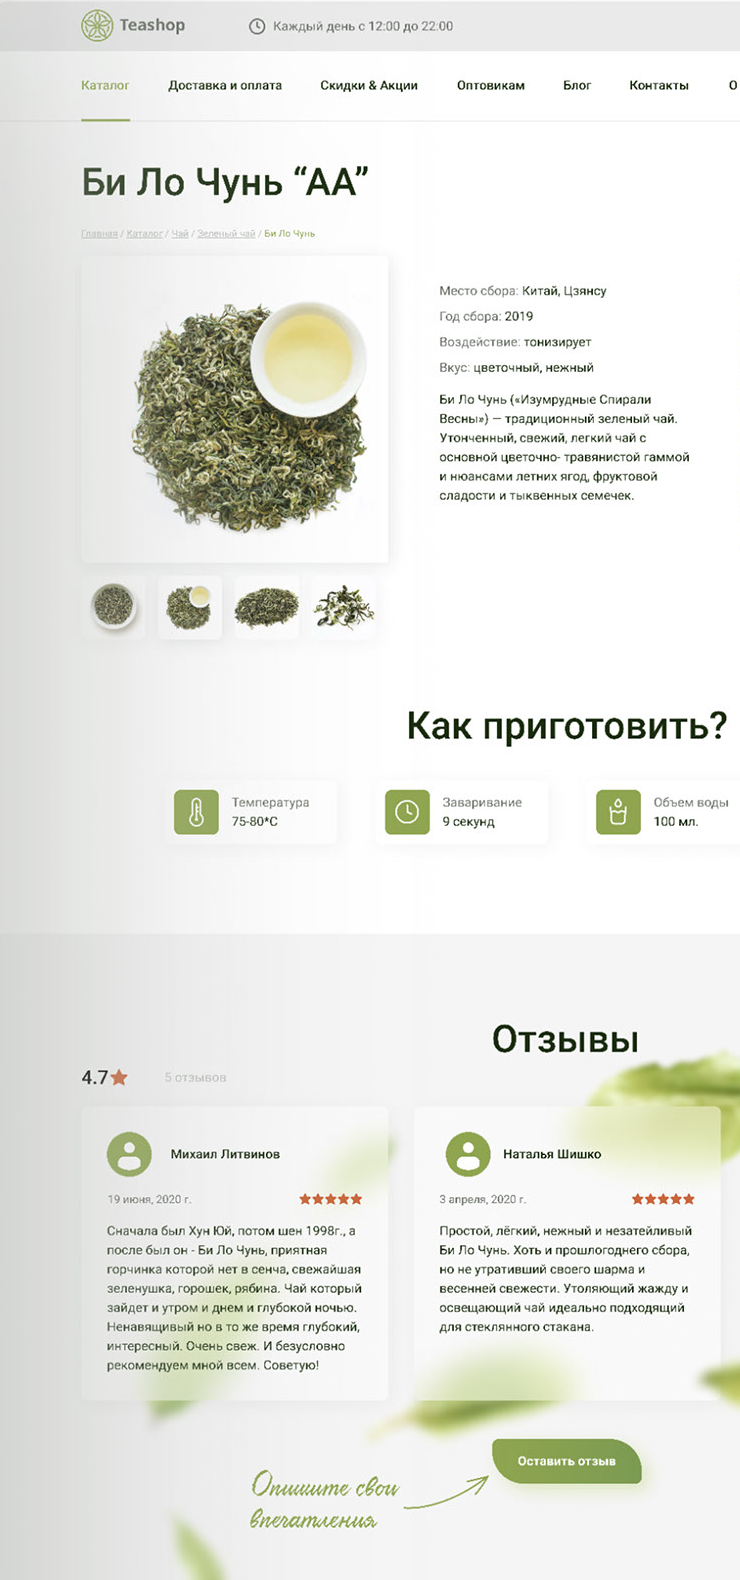 Teashop
Каждый день с 12:00 до 22:00
Каталог Доставка и оплата Скидки & Акции Оптовикам Блог Контакты О
Би Ло Чунь “АА”
Главная / Каталог / Чай / Зеленый чай / Би Ло Чунь
Место сбора: Китай, Цзянсу
Год сбора: 2019
Воздействие: тонизирует
Вкус: цветочный, нежный
Би Ло Чунь («Изумрудные Спирали
Весны») — традиционный зеленый чай.
Утонченный, свежий, легкий чай с
основной цветочно- травянистой гаммой
и нюансами летних ягод, фруктовой
сладости и тыквенных семечек.
Как приготовить?
Температура
75-80*C
Заваривание
9 секунд
Объем воды
100 мл.
Отзывы
4.7
5 отзывов
Михаил Литвинов
19 июня, 2020 г.
Сначала был Хун Юй, потом шен 1998г., а
после был он - Би Ло Чунь, приятная
горчинка которой нет в сенча, свежайшая
зеленушка, горошек, рябина. Чай который
зайдет и утром и днем и глубокой ночью.
Ненавящивый но в то же время глубокий,
интересный. Очень свеж. И безусловно
рекомендуем мной всем. Советую!
Наталья Шишко
3 апреля, 2020 г.
Простой, лёгкий, нежный и незатейливый
Би Ло Чунь. Хоть и прошлогоднего сбора,
но не утративший своего шарма и
весенней свежести. Утоляющий жажду и
освещающий чай идеально подходящий
для стеклянного стакана.
Оставить отзыв
Опишите свои
впечатления